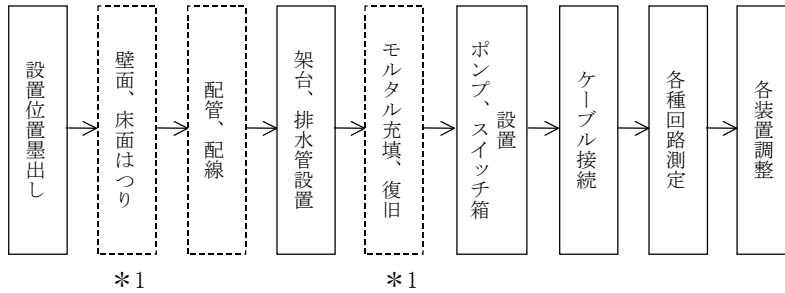 設置位置墨出し
壁面、床面はつり
配管、配線
架台、排水管設置
モルタル充填、復旧
ポンプ、スイッチ箱
設置
ケーブル接続
各種回路測定
各装置調整
＊1
＊1